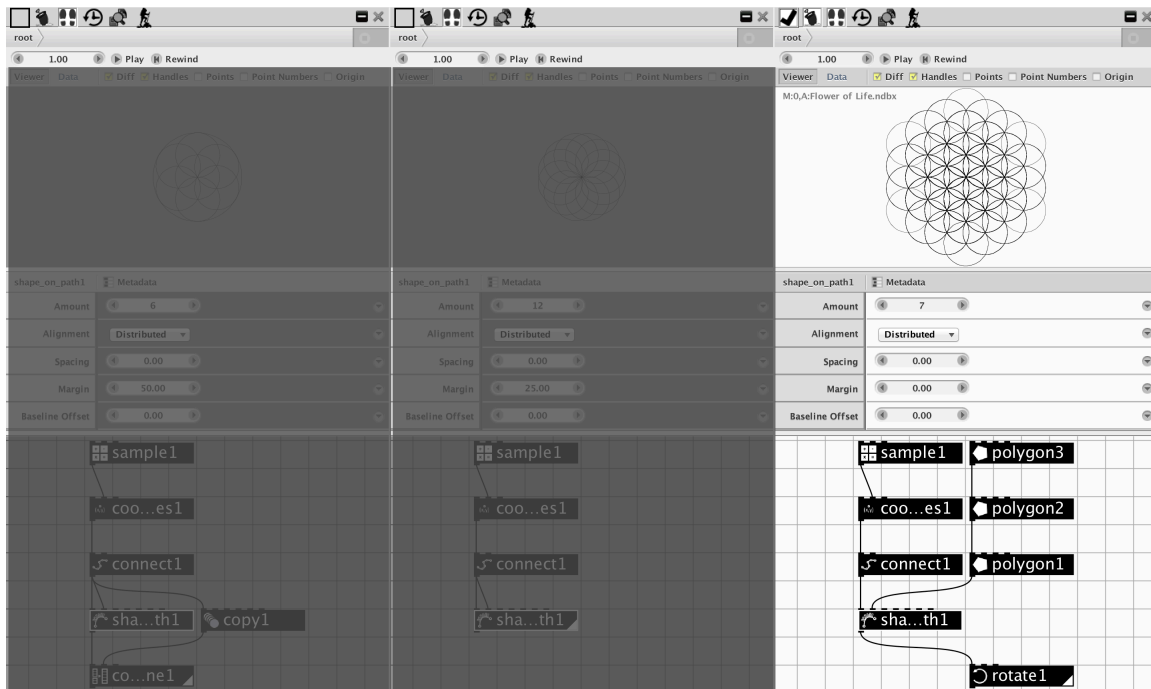 root
1.00 Play Rewind
Viewer Data Diff Handles Points Point Numbers Origin
shape_on_path1 Metadata
Amount 6
Alignment Distributed
Spacing 0.00
Margin 50.00
Baseline Offset 0.00
sample1
coo...es1
connect1
sha...th1 copy1
co...ne1
root
1.00 Play Rewind
Viewer Data Diff Handles Points Point Numbers Origin
shape_on_path1 Metadata
Amount 12
Alignment Distributed
Spacing 0.00
Margin 25.00
Baseline Offset 0.00
sample1
coo...es1
connect1
sha...th1
root
1.00 Play Rewind
Viewer Data Diff Handles Points Point Numbers Origin
M:0,A:Flower of Life.ndbx
shape_on_path1 Metadata
Amount 7
Alignment Distributed
Spacing 0.00
Margin 0.00
Baseline Offset 0.00
sample1 polygon3
coo...es1 polygon2
connect1 polygon1
sha...th1
rotate1